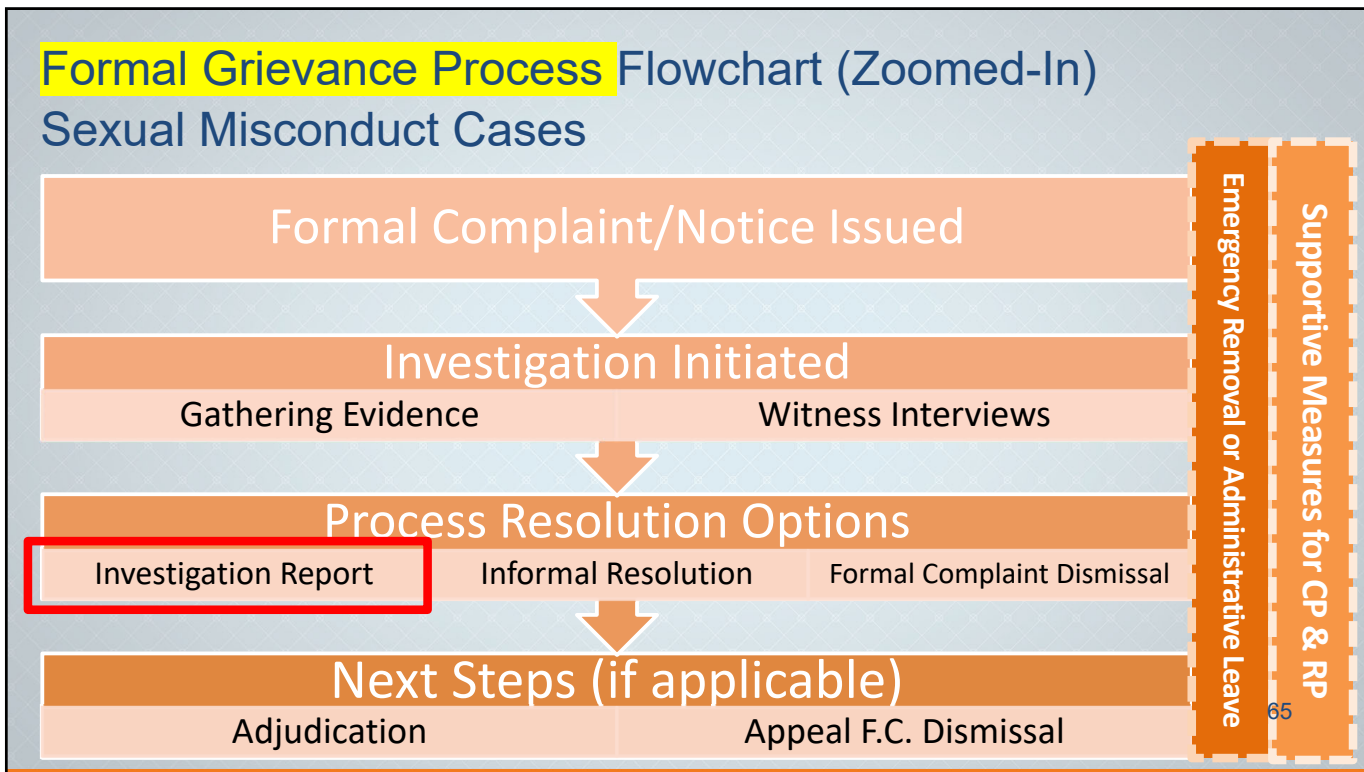 Formal Grievance Process Flowchart (Zoomed-In)
Sexual Misconduct Cases
Formal Complaint/Notice Issued
Investigation Initiated
Gathering Evidence
Witness Interviews
Process Resolution Options
Investigation Report
Informal Resolution
Formal Complaint Dismissal
Next Steps (if applicable)
Adjudication
Appeal F.C. Dismissal
Emergency Removal or Administrative Leave
Supportive Measures for CP & RP
65